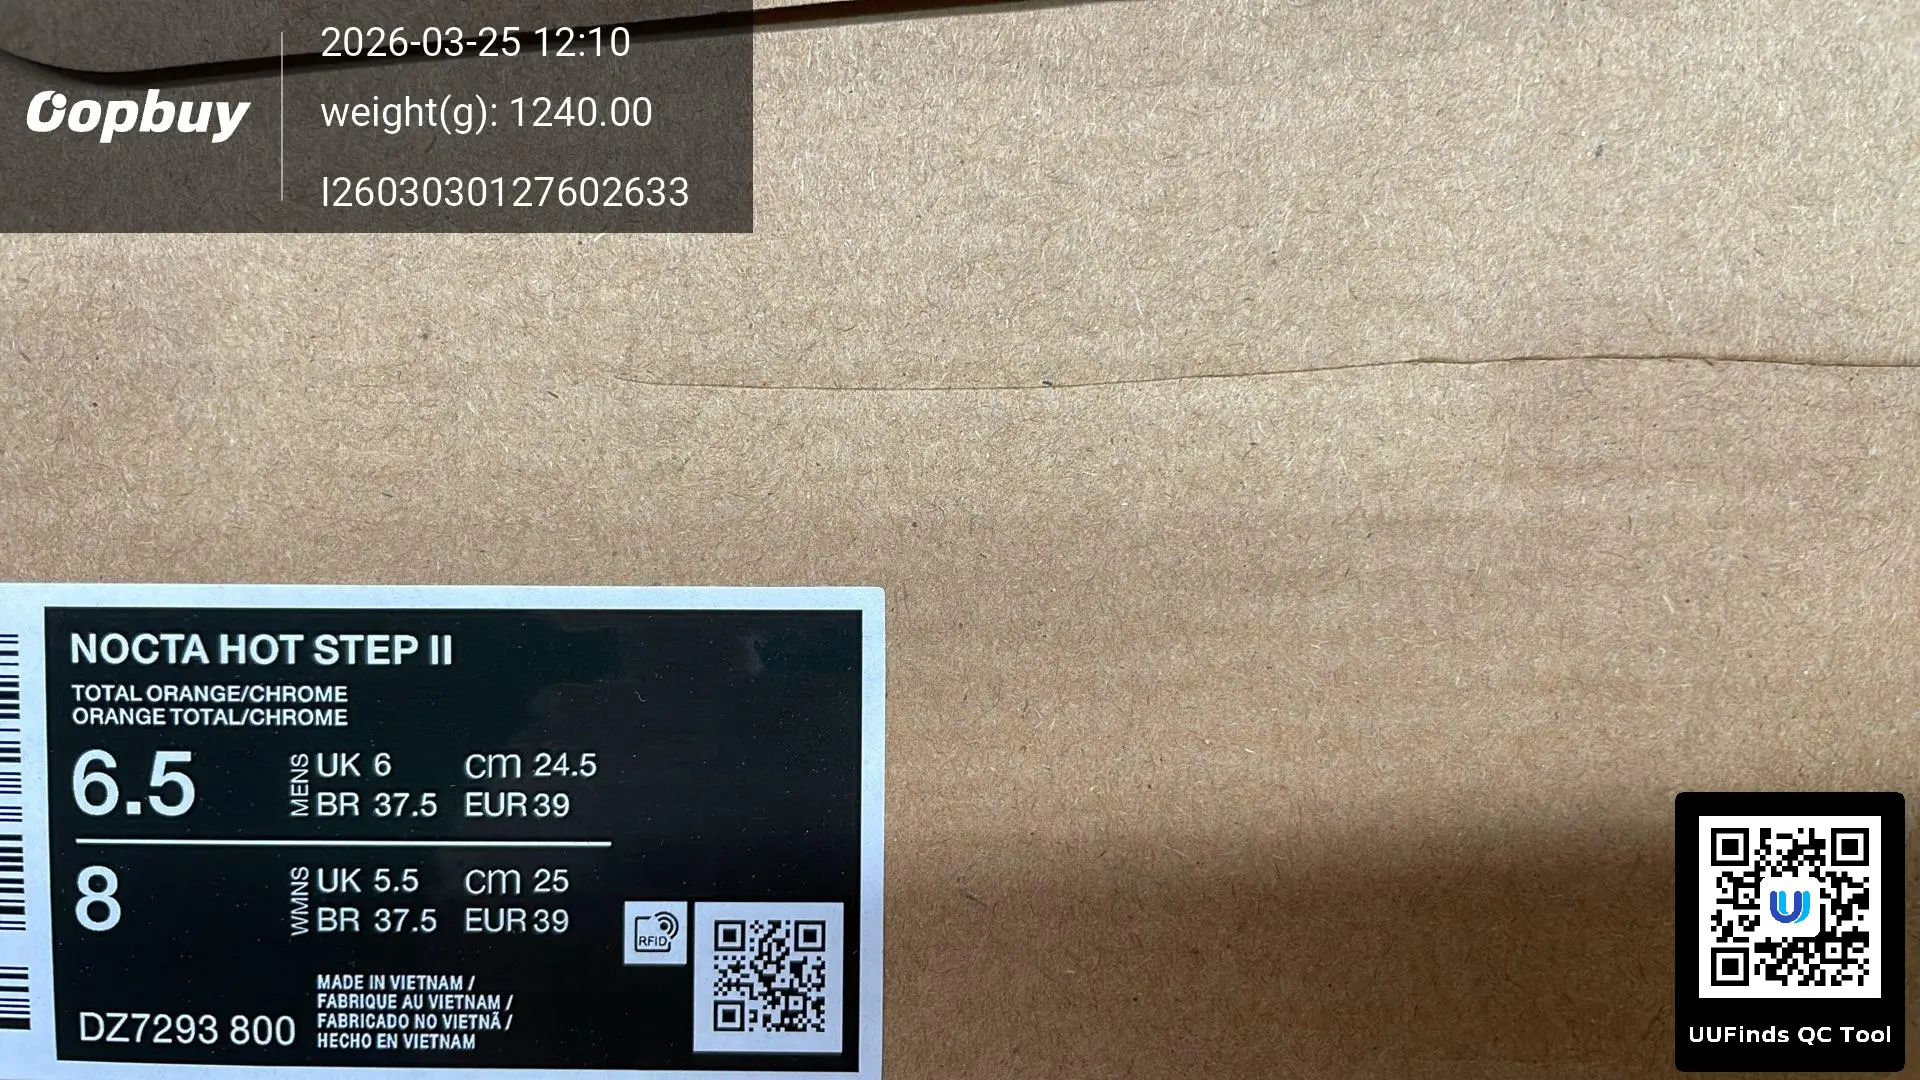 Oopbuy
2026-03-25 12:10
weight(g): 1240.00
I2603030127602633
NOCTA HOT STEP II
TOTAL ORANGE/CHROME
ORANGE TOTAL/CHROME
6.5 MENS UK 6 cm 24.5
BR 37.5 EUR 39
8 WMNS UK 5.5 cm 25
BR 37.5 EUR 39
RFID
MADE IN VIETNAM /
FABRIQUE AU VIETNAM /
FABRICADO NO VIETNÃ /
HECHO EN VIETNAM
DZ7293 800
UUFinds QC Tool